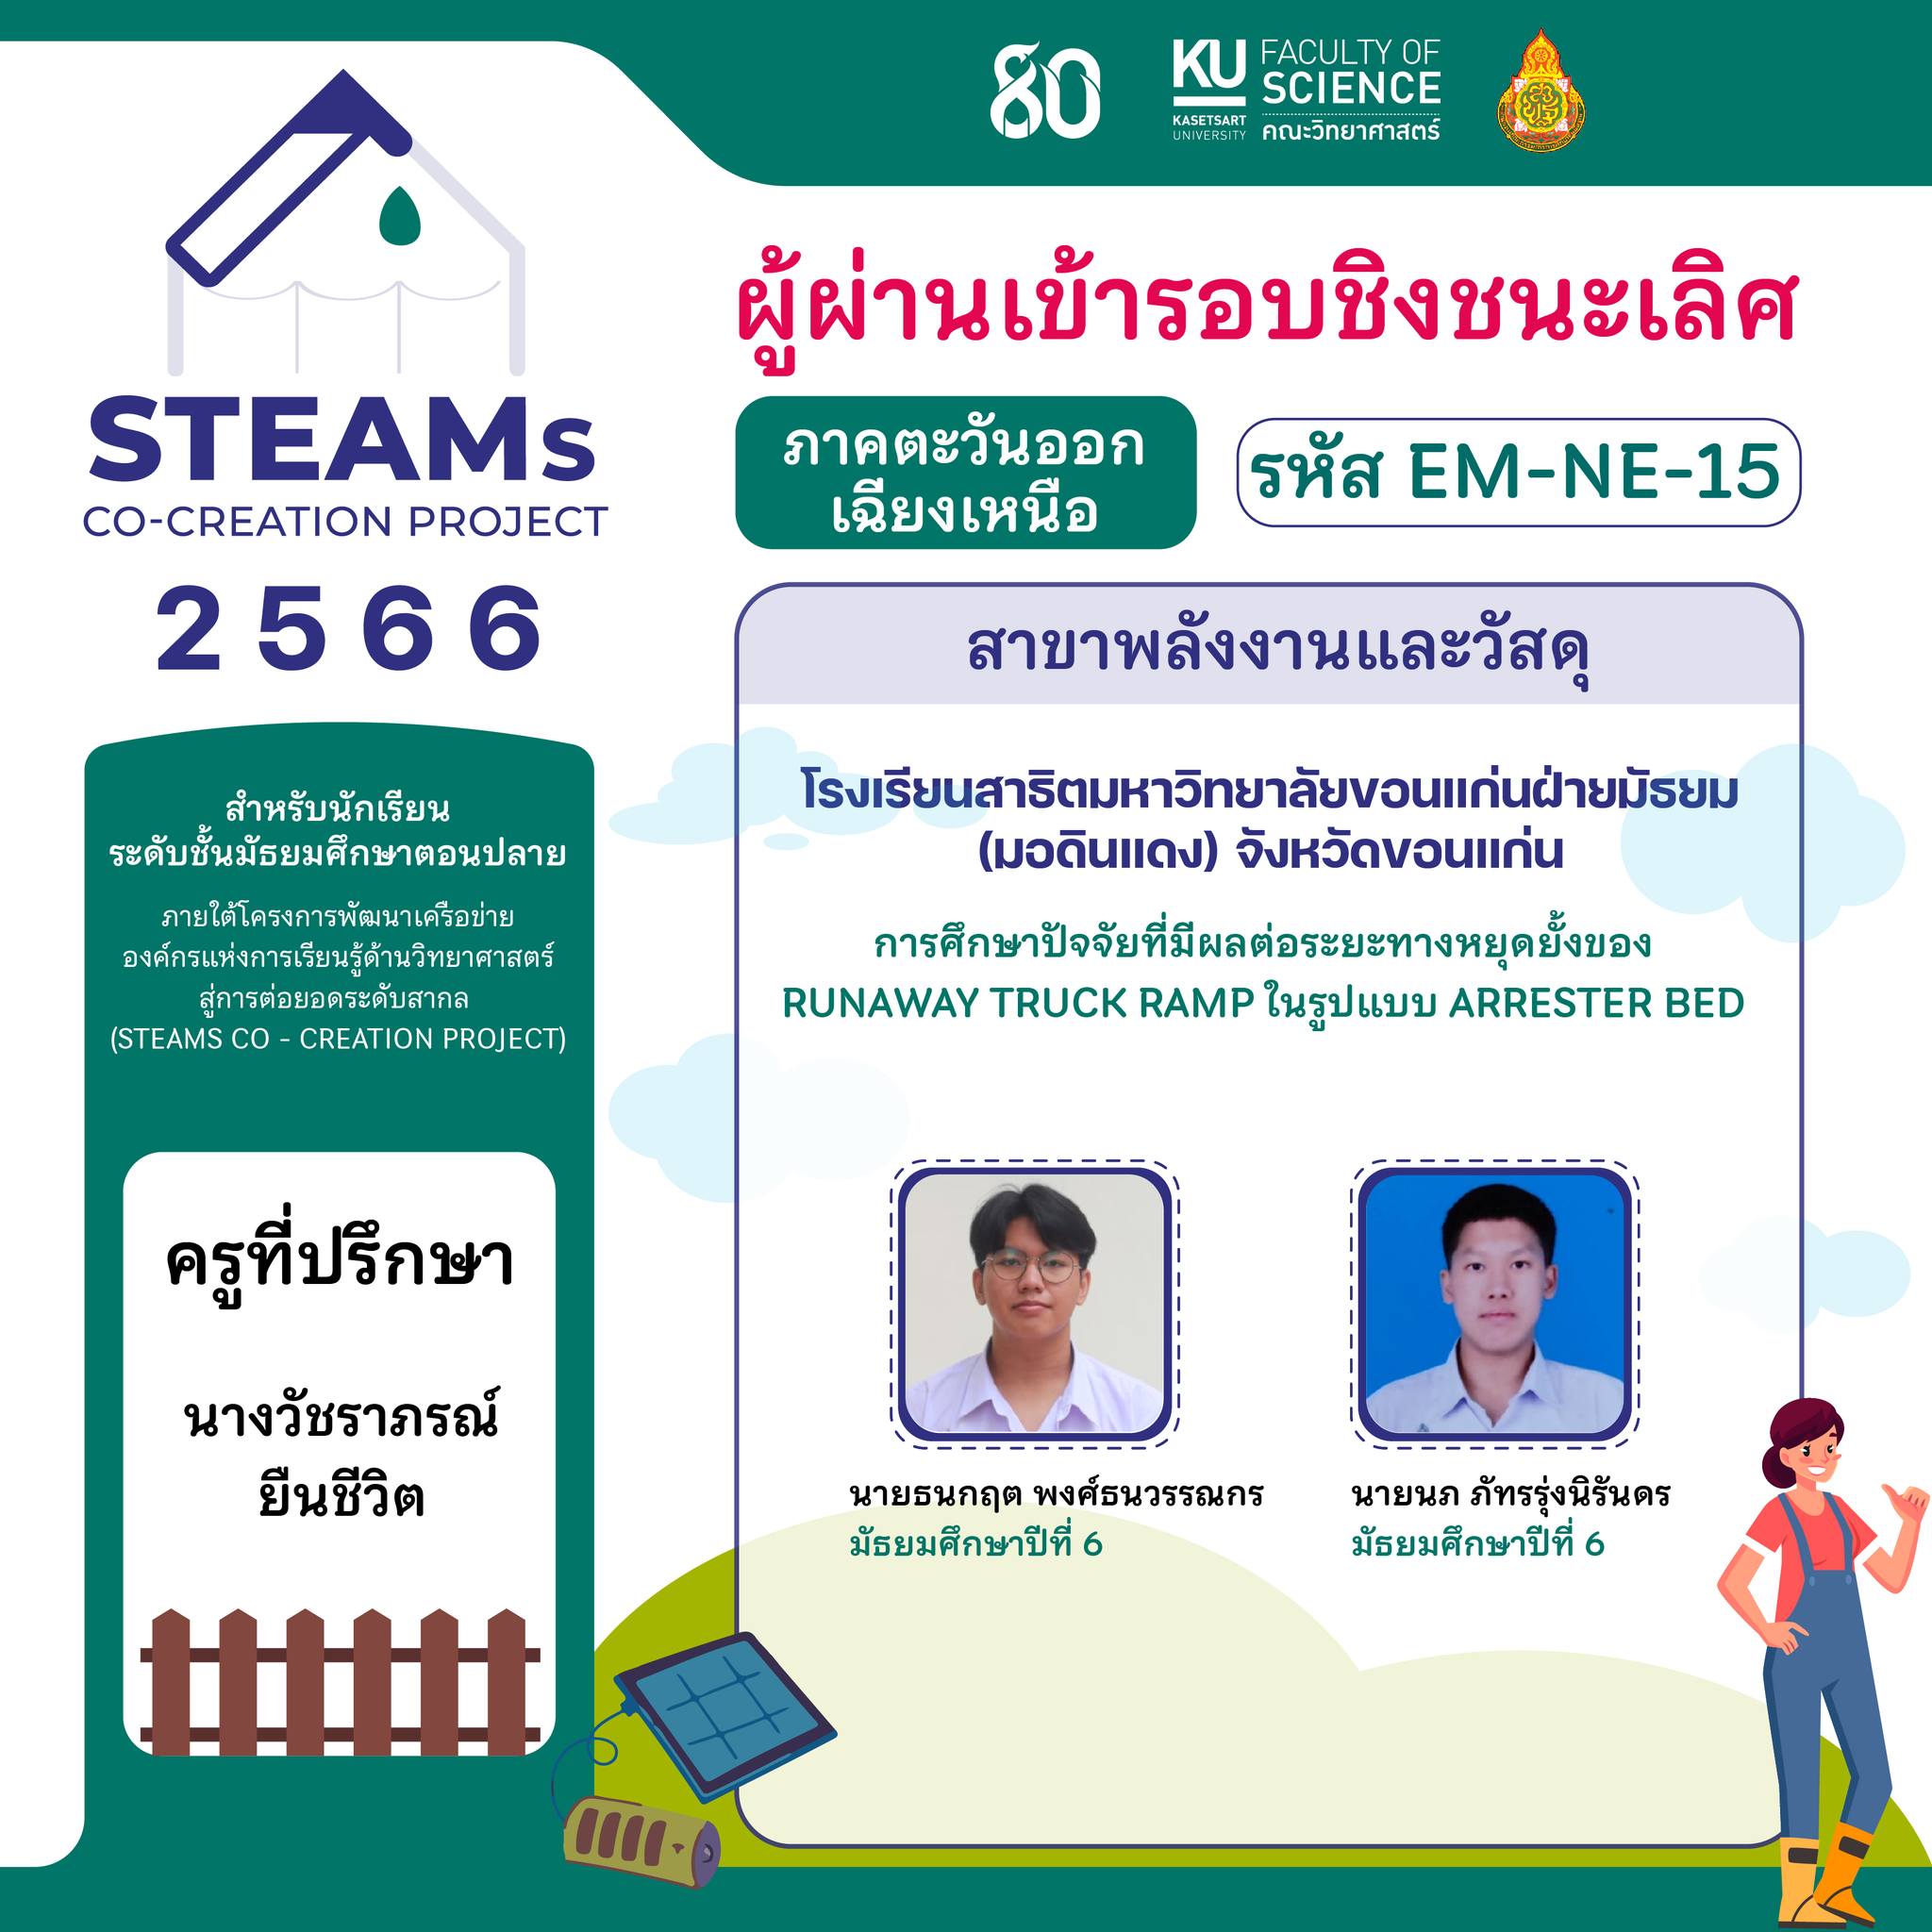 80
KU
KASETSART
UNIVERSITY
FACULTY OF
SCIENCE
คณะวิทยาศาสตร์
STEAMs
CO-CREATION PROJECT
2566
ผู้ผ่านเข้ารอบชิงชนะเลิศ
ภาคตะวันออก
เฉียงเหนือ
รหัส EM-NE-15
สำหรับนักเรียน
ระดับชั้นมัธยมศึกษาตอนปลาย
ภายใต้โครงการพัฒนาเครือข่าย
องค์กรแห่งการเรียนรู้ด้านวิทยาศาสตร์
สู่การต่อยอดระดับสากล
(STEAMS CO - CREATION PROJECT)
ครูที่ปรึกษา
นางวัชราภรณ์
ยืนชีวิต
สาขาพลังงานและวัสดุ
โรงเรียนสาธิตมหาวิทยาลัยขอนแก่นฝ่ายมัธยม
(มอดินแดง) จังหวัดขอนแก่น
การศึกษาปัจจัยที่มีผลต่อระยะทางหยุดยั้งของ
RUNAWAY TRUCK RAMP ในรูปแบบ ARRESTER BED
นายธนกฤต พงศ์ธนวรรณกร
มัธยมศึกษาปีที่ 6
นายนภ ภัทรรุ่งนิรันดร
มัธยมศึกษาปีที่ 6